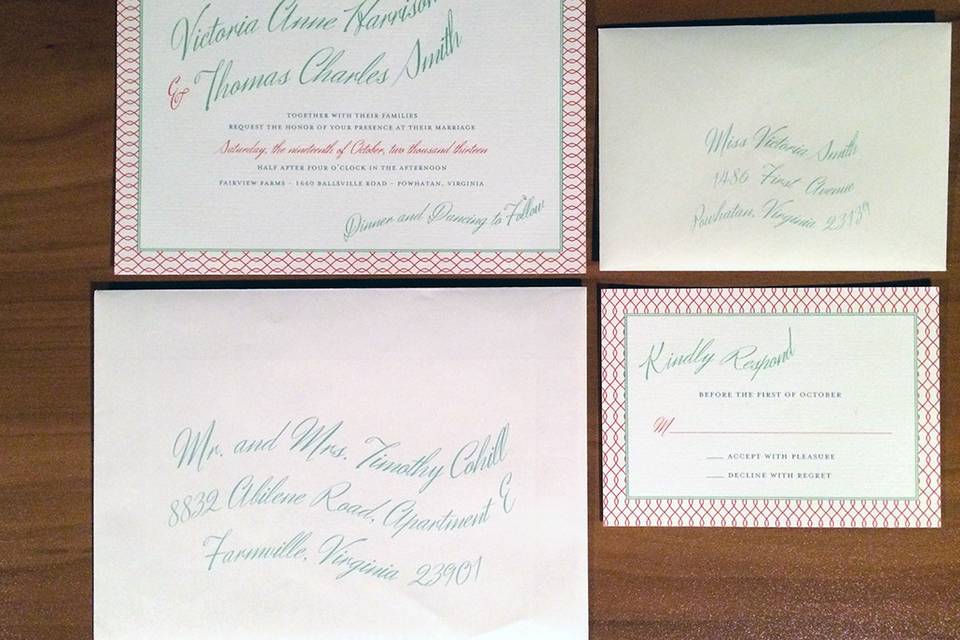 Victoria Anne Harrison
& Thomas Charles Smith
TOGETHER WITH THEIR FAMILIES
REQUEST THE HONOR OF YOUR PRESENCE AT THEIR MARRIAGE
Saturday, the nineteenth of October, two thousand thirteen
HALF AFTER FOUR O'CLOCK IN THE AFTERNOON
FAIRVIEW FARMS ~ 1660 BALLSVILLE ROAD ~ POWHATAN, VIRGINIA
Dinner and Dancing to Follow
Miss Victoria Smith
1486 First Avenue
Powhatan, Virginia 23139
Mr. and Mrs. Timothy Cohill
8832 Abilene Road, Apartment E
Farmville, Virginia 23901
Kindly Respond
BEFORE THE FIRST OF OCTOBER
M
ACCEPT WITH PLEASURE
DECLINE WITH REGRET